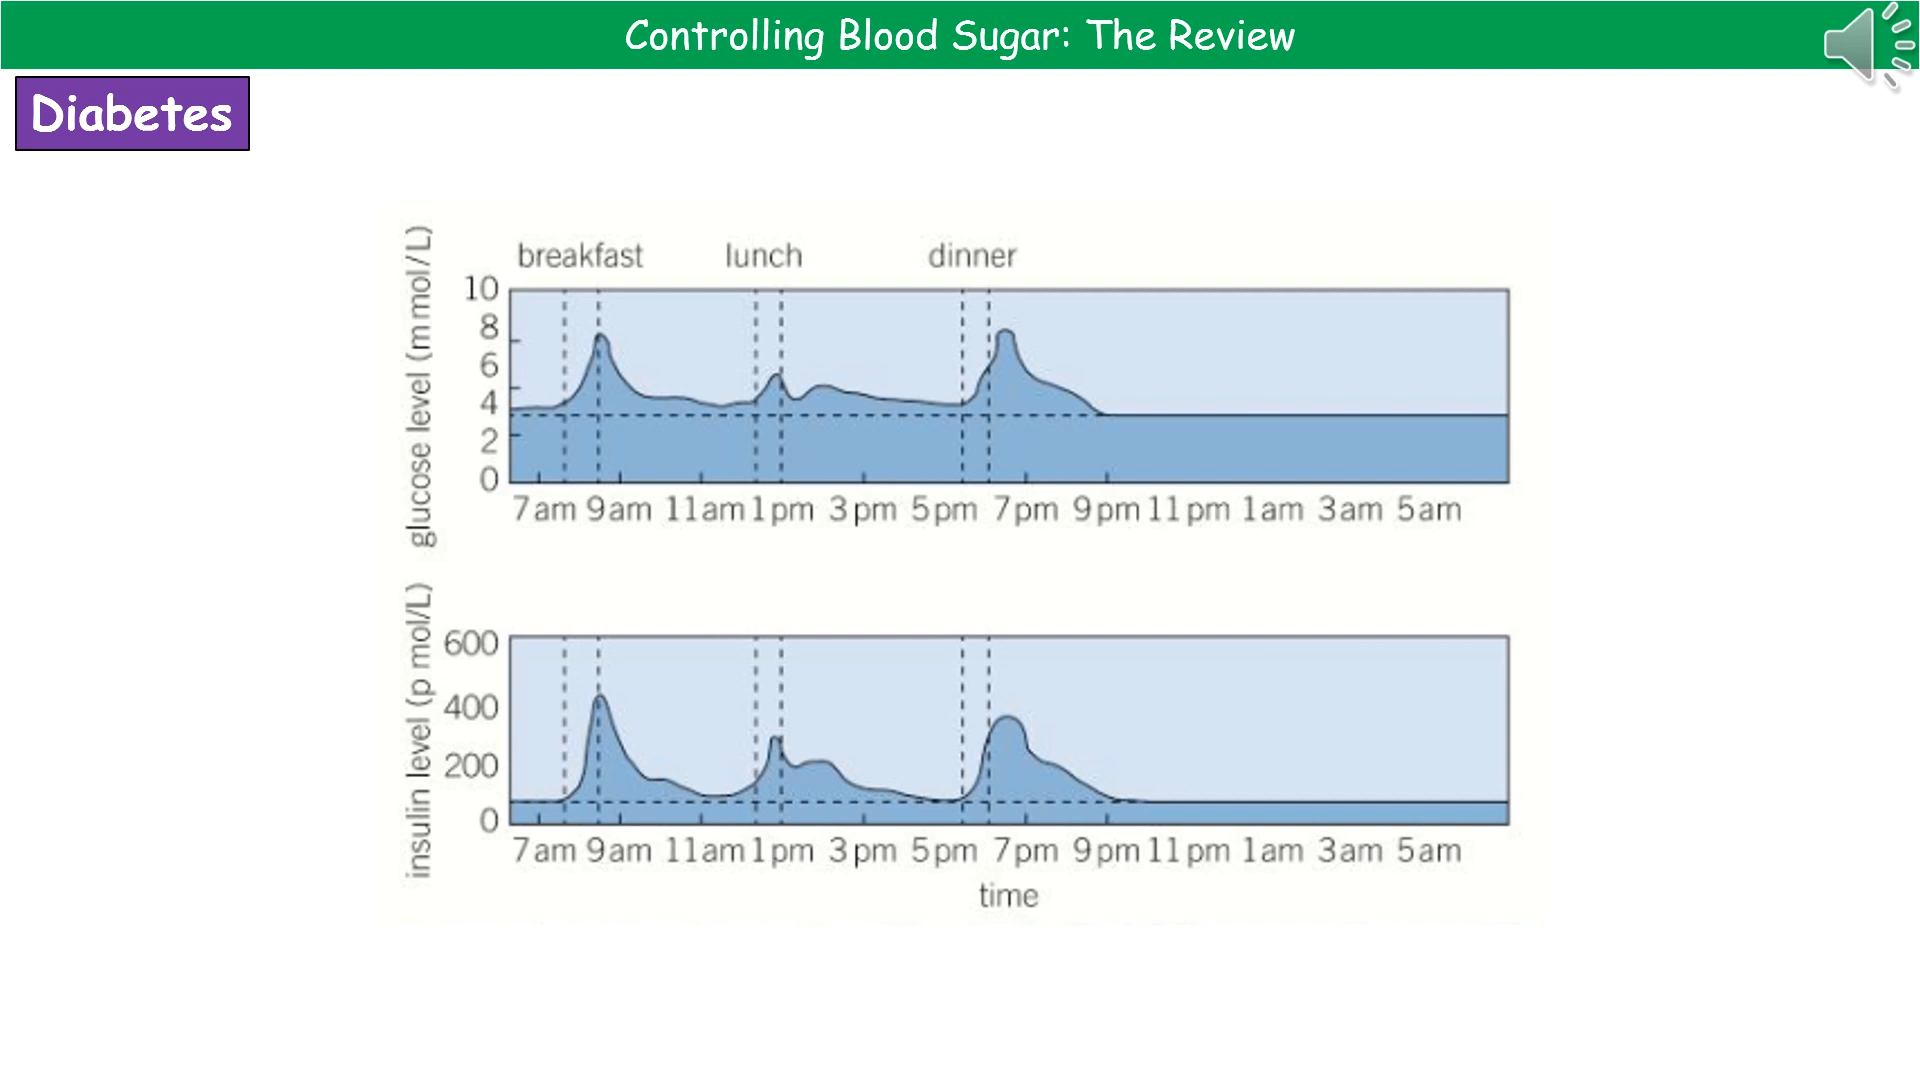 Controlling Blood Sugar: The Review
Diabetes
breakfast lunch dinner
glucose level (m mol/L)
10
8
6
4
2
0
7am 9am 11am 1pm 3pm 5pm 7pm 9pm 11pm 1am 3am 5am
insulin level (p mol/L)
600
400
200
0
7am 9am 11am 1pm 3pm 5pm 7pm 9pm 11pm 1am 3am 5am
time